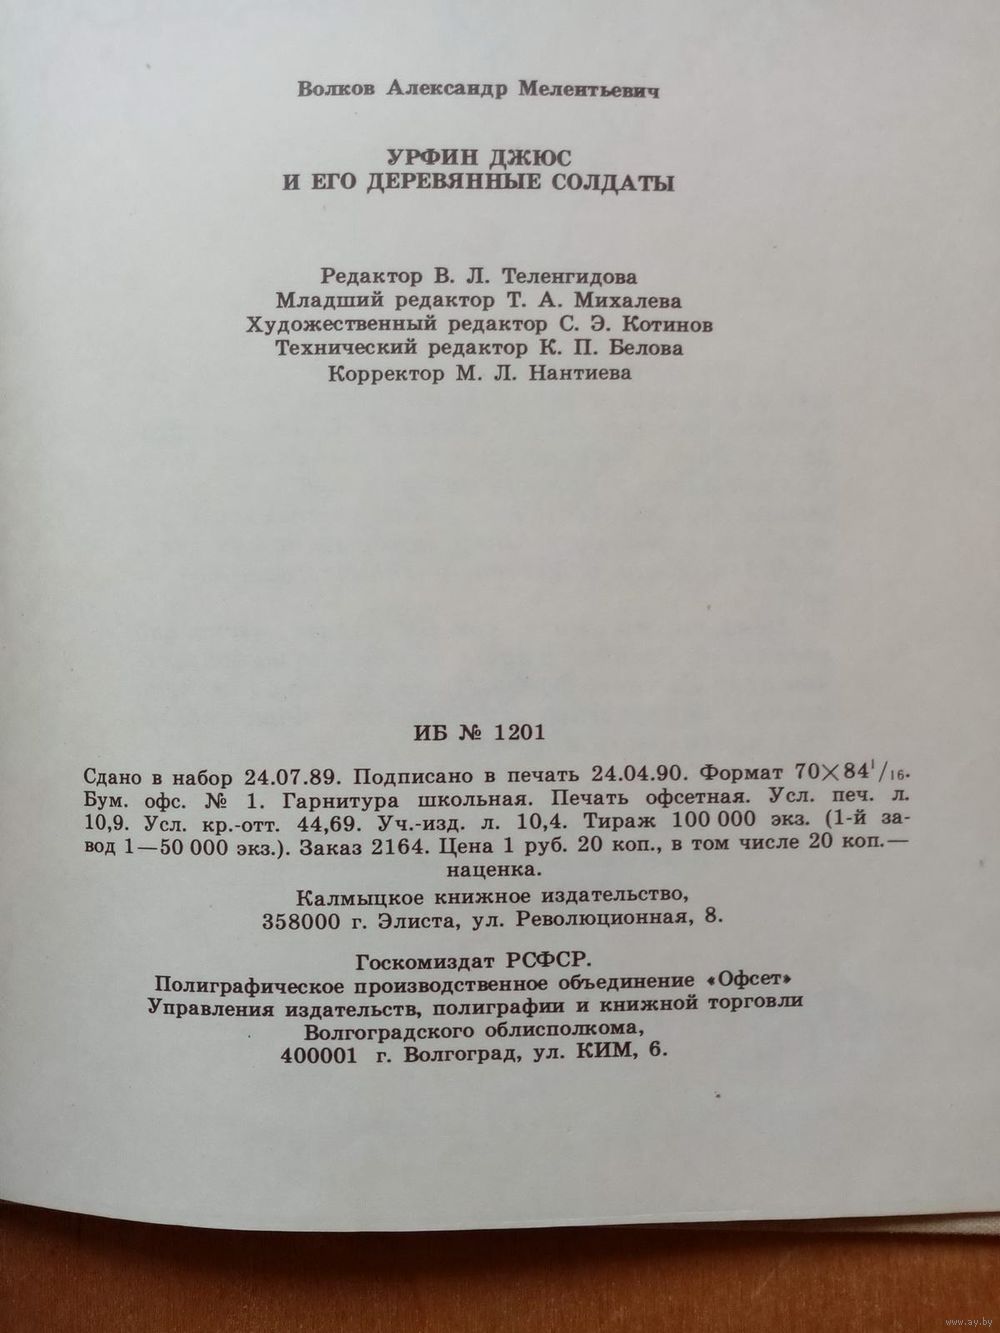 Волков Александр Мелентьевич
УРФИН ДЖЮС
И ЕГО ДЕРЕВЯННЫЕ СОЛДАТЫ
Редактор В. Л. Теленгидова
Младший редактор Т. А. Михалева
Художественный редактор С. Э. Котинов
Технический редактор К. П. Белова
Корректор М. Л. Нантиева
ИБ № 1201
Сдано в набор 24.07.89. Подписано в печать 24.04.90. Формат 70×84¹/₁₆.
Бум. офс. № 1. Гарнитура школьная. Печать офсетная. Усл. печ. л.
10,9. Усл. кр.-отт. 44,69. Уч.-изд. л. 10,4. Тираж 100 000 экз. (1-й за-
вод 1—50 000 экз.). Заказ 2164. Цена 1 руб. 20 коп., в том числе 20 коп.—
наценка.
Калмыцкое книжное издательство,
358000 г. Элиста, ул. Революционная, 8.
Госкомиздат РСФСР.
Полиграфическое производственное объединение «Офсет»
Управления издательств, полиграфии и книжной торговли
Волгоградского облисполкома,
400001 г. Волгоград, ул. КИМ, 6.
www.ay.by